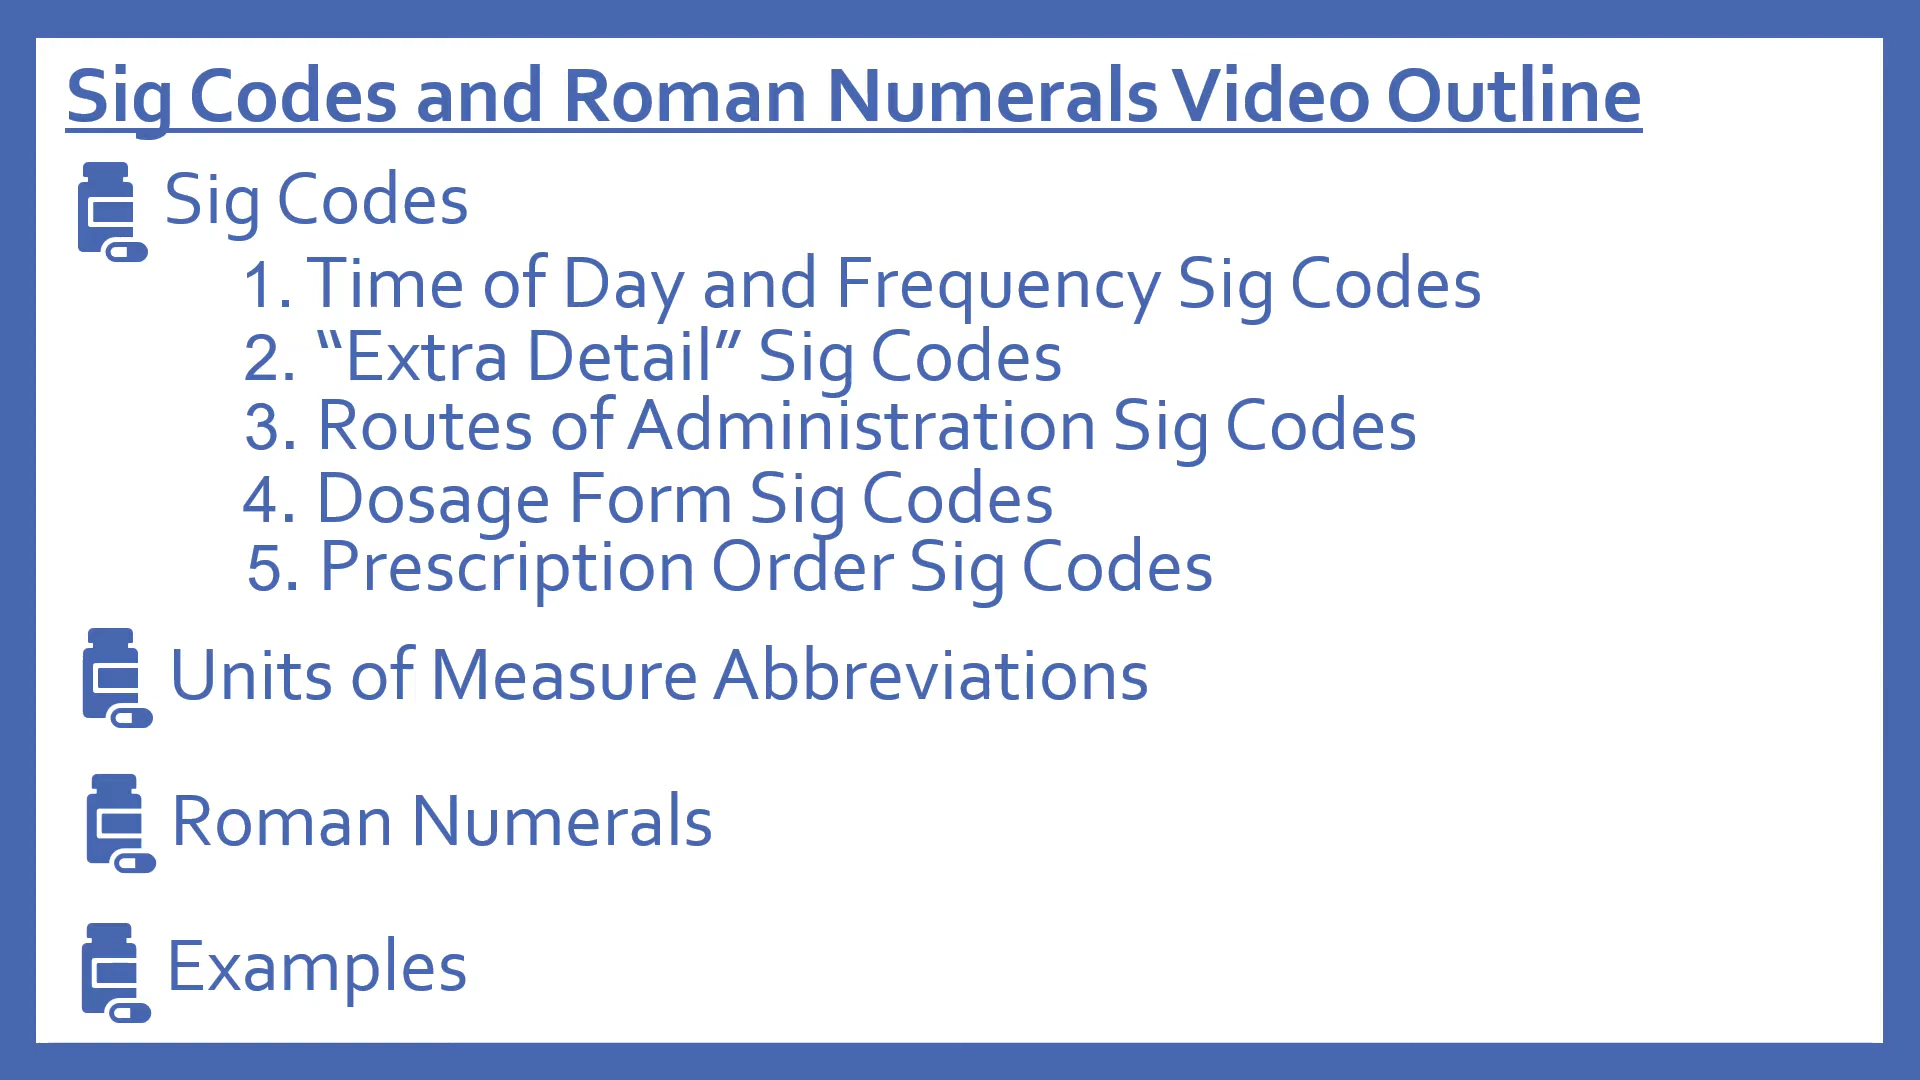 Sig Codes and Roman Numerals Video Outline
Sig Codes
1. Time of Day and Frequency Sig Codes
2. “Extra Detail” Sig Codes
3. Routes of Administration Sig Codes
4. Dosage Form Sig Codes
5. Prescription Order Sig Codes
Units of Measure Abbreviations
Roman Numerals
Examples